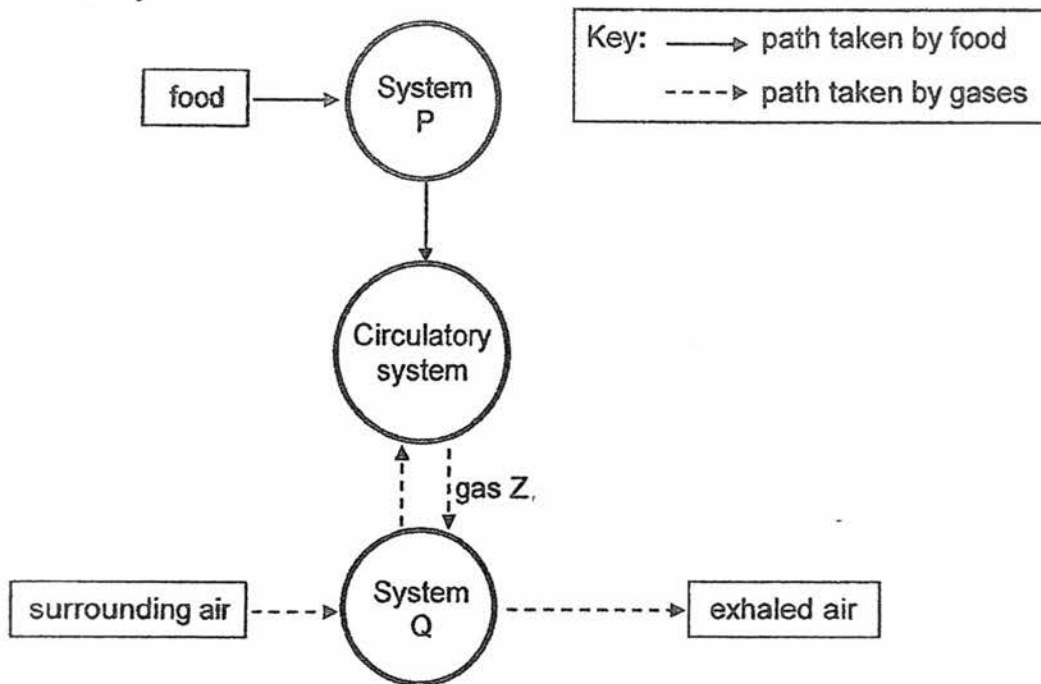 Key: path taken by food
path taken by gases
food
System
P
Circulatory
system
gas Z,
surrounding air
System
Q
exhaled air